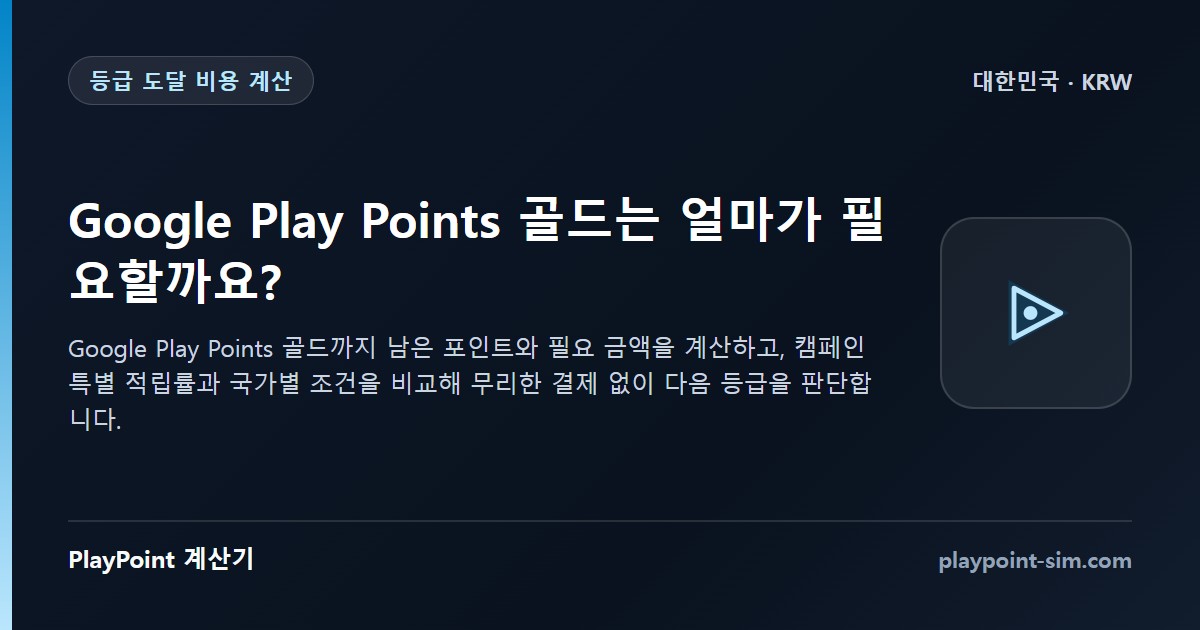 등급 도달 비용 계산
대한민국 · KRW
Google Play Points 골드는 얼마가 필
요할까요?
Google Play Points 골드까지 남은 포인트와 필요 금액을 계산하고, 캠페인
특별 적립률과 국가별 조건을 비교해 무리한 결제 없이 다음 등급을 판단합
니다.
PlayPoint 계산기
playpoint-sim.com